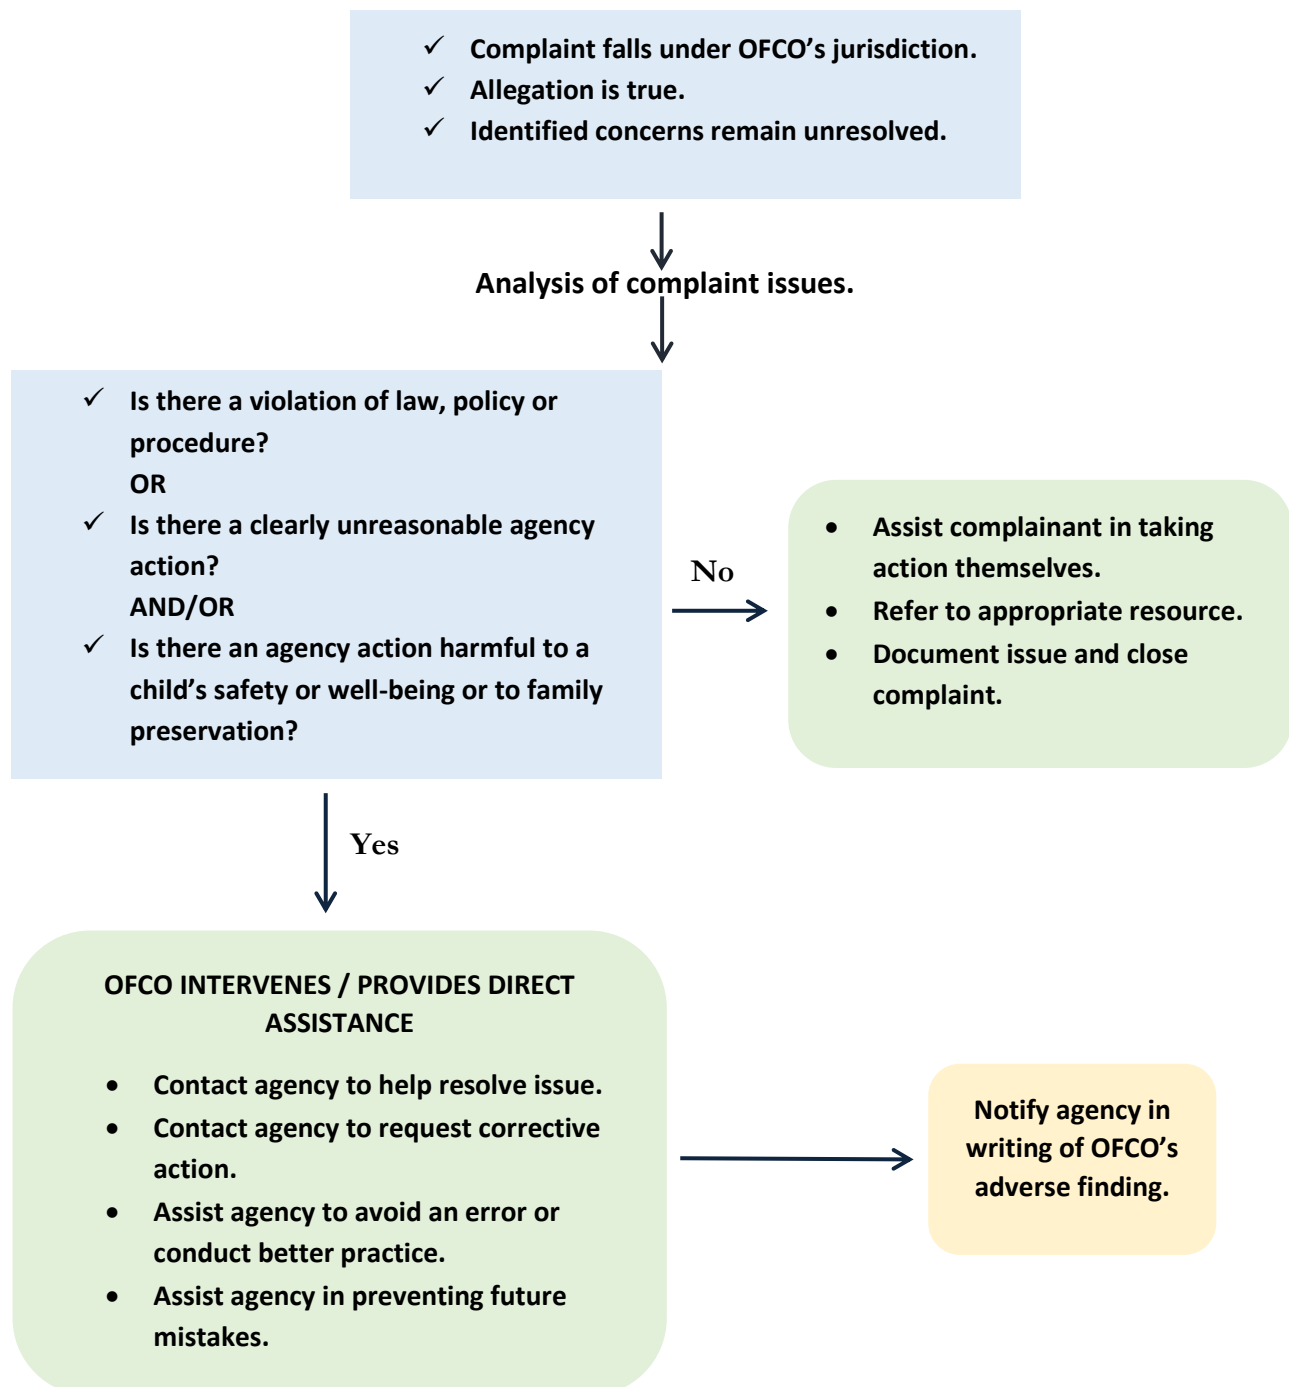 ✓ Complaint falls under OFCO’s jurisdiction.
✓ Allegation is true.
✓ Identified concerns remain unresolved.
Analysis of complaint issues.
✓ Is there a violation of law, policy or
procedure?
OR
✓ Is there a clearly unreasonable agency
action?
AND/OR
✓ Is there an agency action harmful to a
child’s safety or well-being or to family
preservation?
No
• Assist complainant in taking
action themselves.
• Refer to appropriate resource.
• Document issue and close
complaint.
Yes
OFCO INTERVENES / PROVIDES DIRECT
ASSISTANCE
• Contact agency to help resolve issue.
• Contact agency to request corrective
action.
• Assist agency to avoid an error or
conduct better practice.
• Assist agency in preventing future
mistakes.
Notify agency in
writing of OFCO’s
adverse finding.